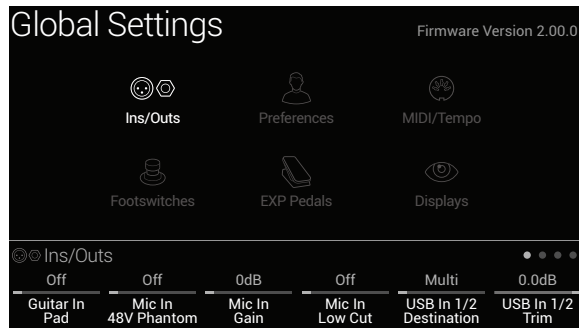 Global Settings
Firmware Version 2.00.0
Ins/Outs
Preferences
MIDI/Tempo
Footswitches
EXP Pedals
Displays
Ins/Outs
Off
Off
0dB
Off
Multi
0.0dB
Guitar In
Pad
Mic In
48V Phantom
Mic In
Gain
Mic In
Low Cut
USB In 1/2
Destination
USB In 1/2
Trim